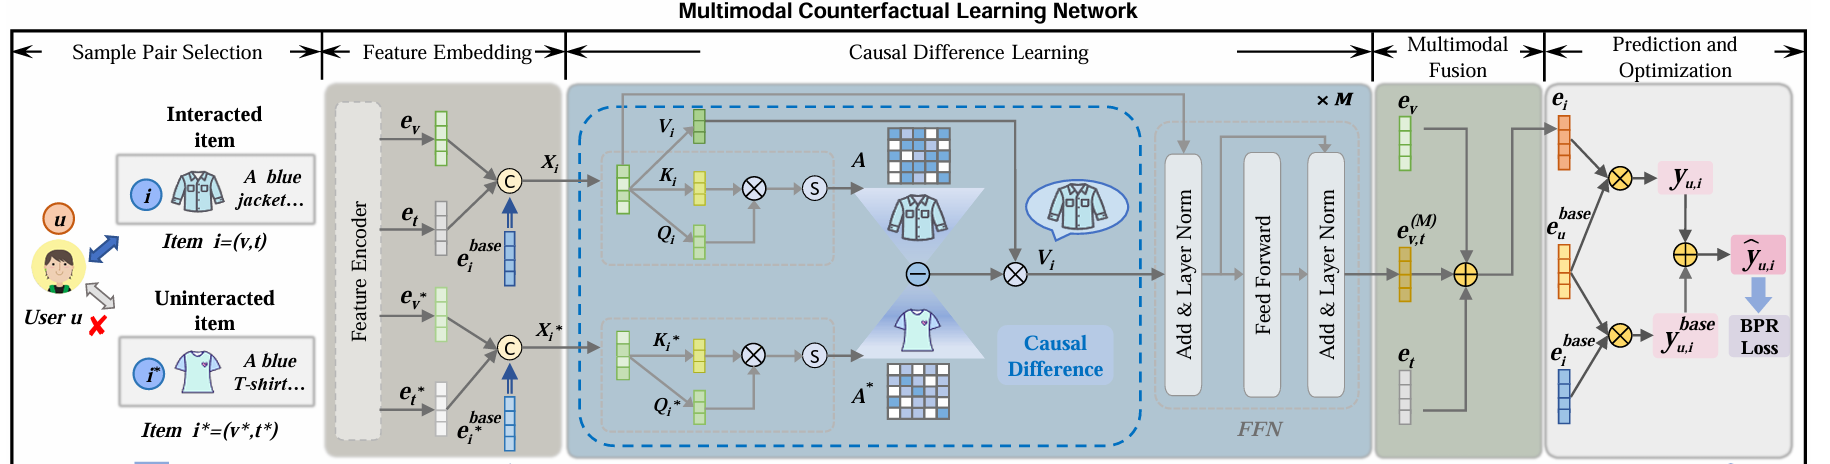 Multimodal Counterfactual Learning Network
Sample Pair Selection
Feature Embedding
Causal Difference Learning
Multimodal
Fusion
Prediction and
Optimization
Interacted
item
i
A blue
jacket…
Item i=(v,t)
u
User u
Uninteracted
item
i*
A blue
T-shirt…
Item i*=(v*,t*)
Feature Encoder
e_v
e_t
e_i^base
C
X_i
e_v*
e_t*
e_i*^base
C
X_i*
× M
V_i
K_i
Q_i
S
A
K_i*
Q_i*
S
A*
V_i
Causal
Difference
Add & Layer Norm
Feed Forward
Add & Layer Norm
FFN
e_v
e_v,t^(M)
e_t
e_i
e_u^base
e_i^base
y_u,i
ŷ_u,i
y_u,i^base
BPR
Loss